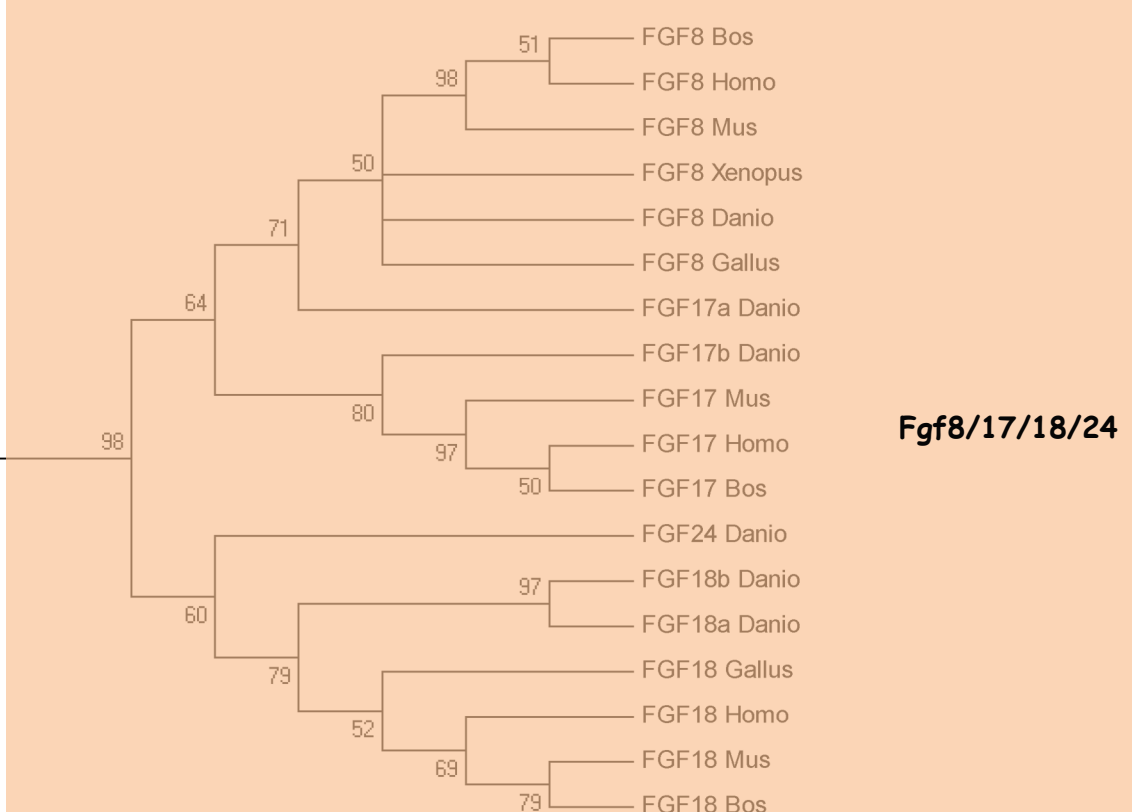 51
FGF8 Bos
FGF8 Homo
98
FGF8 Mus
50
FGF8 Xenopus
FGF8 Danio
71
FGF8 Gallus
64
FGF17a Danio
FGF17b Danio
80
FGF17 Mus
Fgf8/17/18/24
98
FGF17 Homo
97
50
FGF17 Bos
FGF24 Danio
97
FGF18b Danio
60
FGF18a Danio
79
FGF18 Gallus
52
FGF18 Homo
69
FGF18 Mus
79
FGF18 Bos